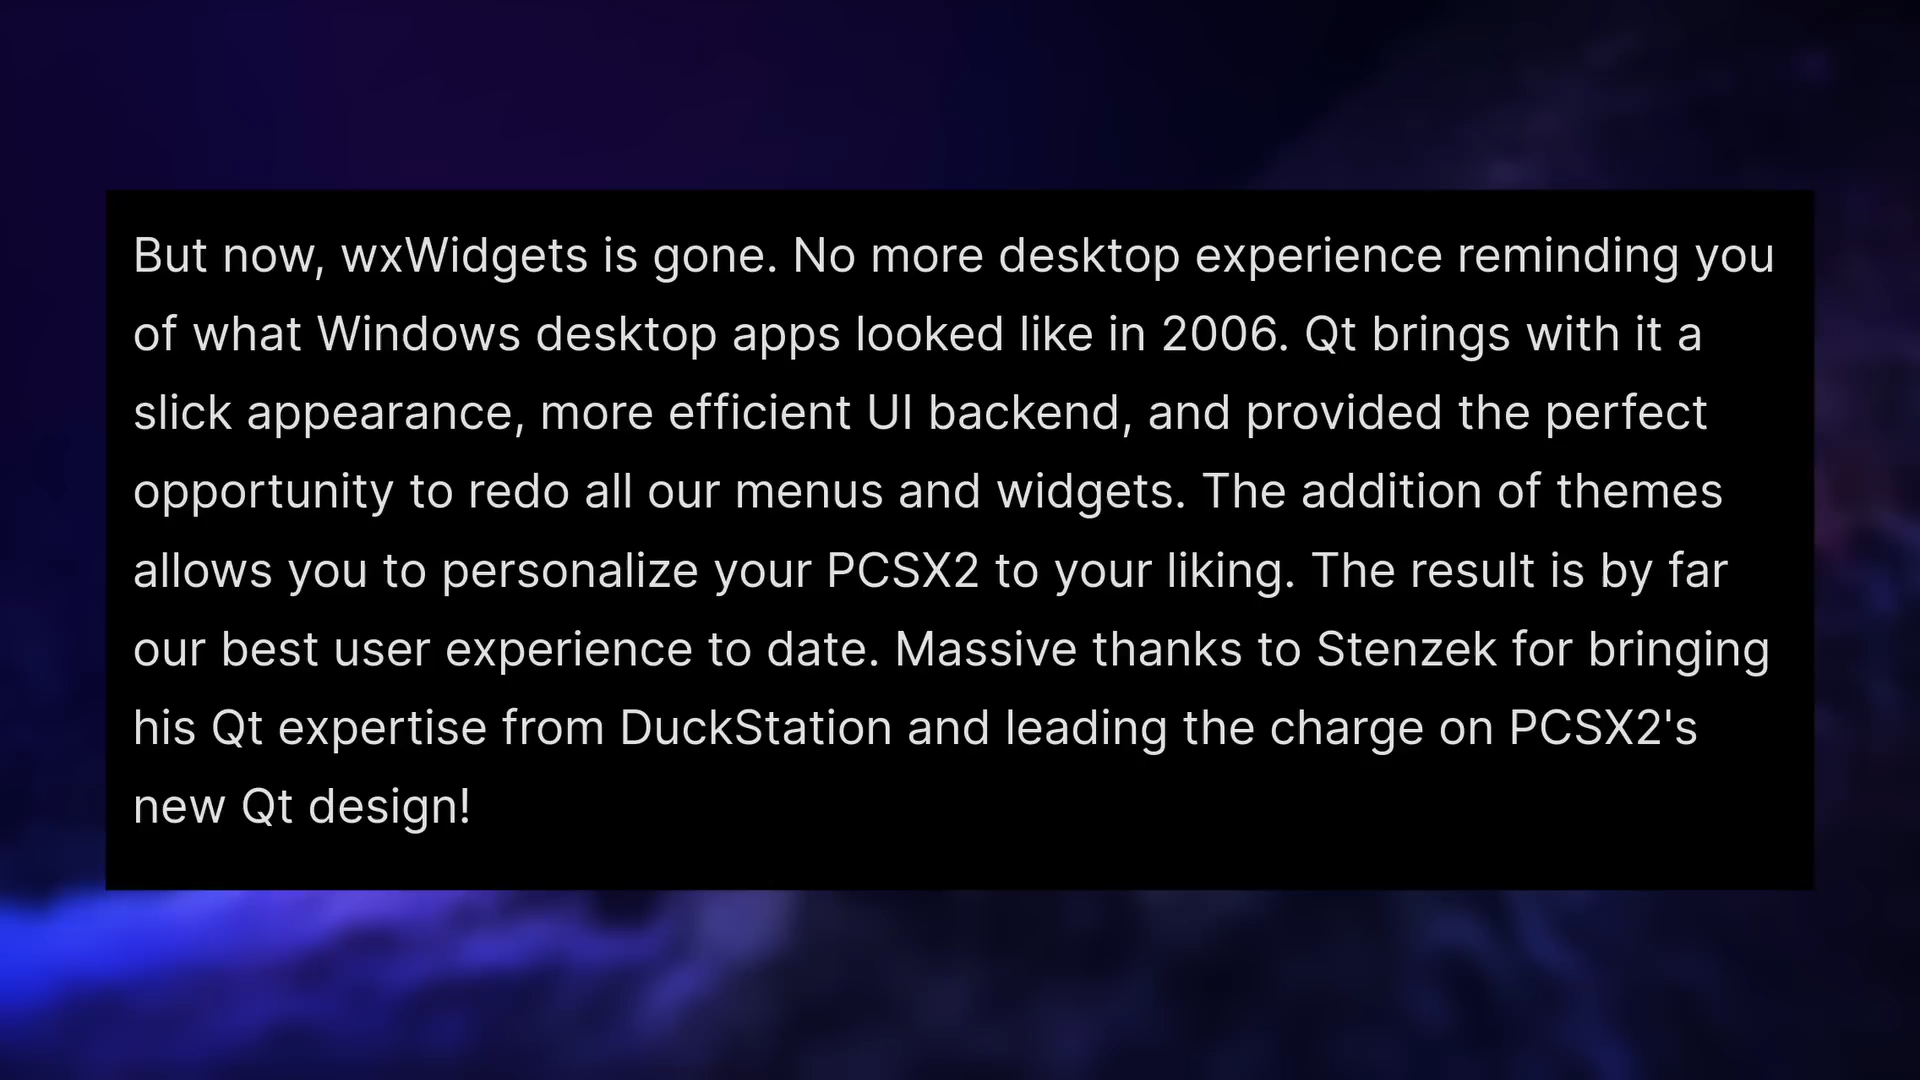 But now, wxWidgets is gone. No more desktop experience reminding you
of what Windows desktop apps looked like in 2006. Qt brings with it a
slick appearance, more efficient UI backend, and provided the perfect
opportunity to redo all our menus and widgets. The addition of themes
allows you to personalize your PCSX2 to your liking. The result is by far
our best user experience to date. Massive thanks to Stenzek for bringing
his Qt expertise from DuckStation and leading the charge on PCSX2's
new Qt design!